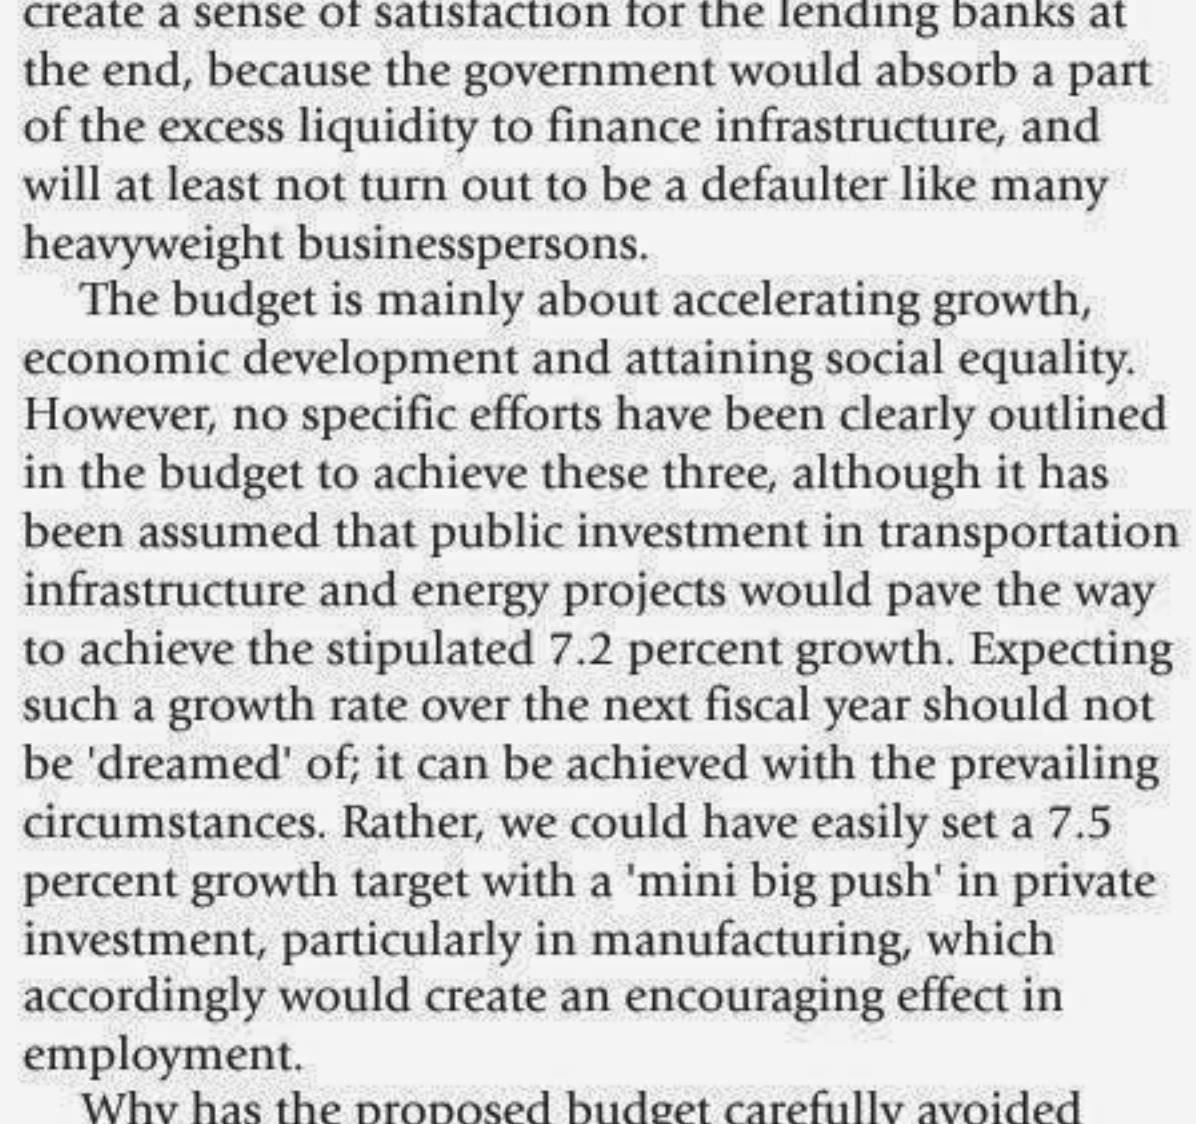 create a sense of satisfaction for the lending banks at
the end, because the government would absorb a part
of the excess liquidity to finance infrastructure, and
will at least not turn out to be a defaulter like many
heavyweight businesspersons.
The budget is mainly about accelerating growth,
economic development and attaining social equality.
However, no specific efforts have been clearly outlined
in the budget to achieve these three, although it has
been assumed that public investment in transportation
infrastructure and energy projects would pave the way
to achieve the stipulated 7.2 percent growth. Expecting
such a growth rate over the next fiscal year should not
be 'dreamed' of; it can be achieved with the prevailing
circumstances. Rather, we could have easily set a 7.5
percent growth target with a 'mini big push' in private
investment, particularly in manufacturing, which
accordingly would create an encouraging effect in
employment.
Why has the proposed budget carefully avoided